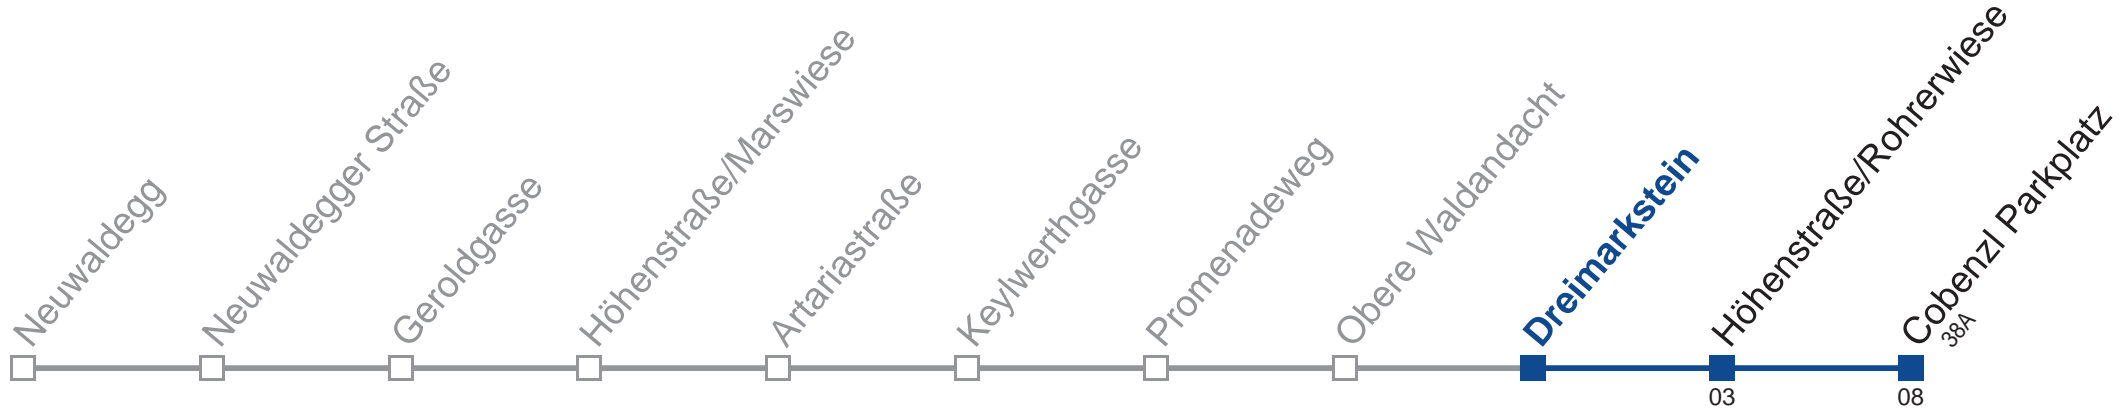 Neuwaldegg
Neuwaldegger Straße
Geroldgasse
Höhenstraße/Marswiese
Artariastraße
Keylwerthgasse
Promenadeweg
Obere Waldandacht
Dreimarkstein
Höhenstraße/Rohrerwiese
Cobenzl Parkplatz
38A
03
08